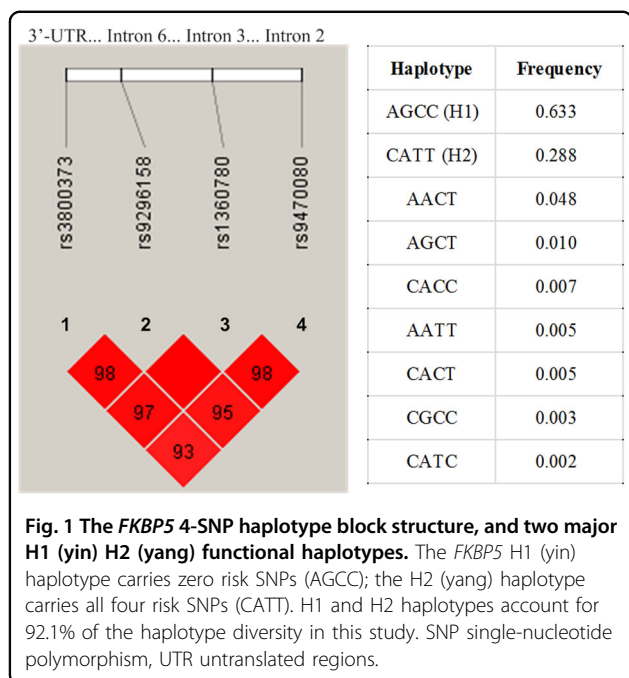 3'-UTR... Intron 6... Intron 3... Intron 2
rs3800373
rs9296158
rs1360780
rs9470080
1 2 3 4
98 98
97 95
93
Haplotype Frequency
AGCC (H1) 0.633
CATT (H2) 0.288
AACT 0.048
AGCT 0.010
CACC 0.007
AATT 0.005
CACT 0.005
CGCC 0.003
CATC 0.002
Fig. 1 The FKBP5 4-SNP haplotype block structure, and two major
H1 (yin) H2 (yang) functional haplotypes. The FKBP5 H1 (yin)
haplotype carries zero risk SNPs (AGCC); the H2 (yang) haplotype
carries all four risk SNPs (CATT). H1 and H2 haplotypes account for
92.1% of the haplotype diversity in this study. SNP single-nucleotide
polymorphism, UTR untranslated regions.